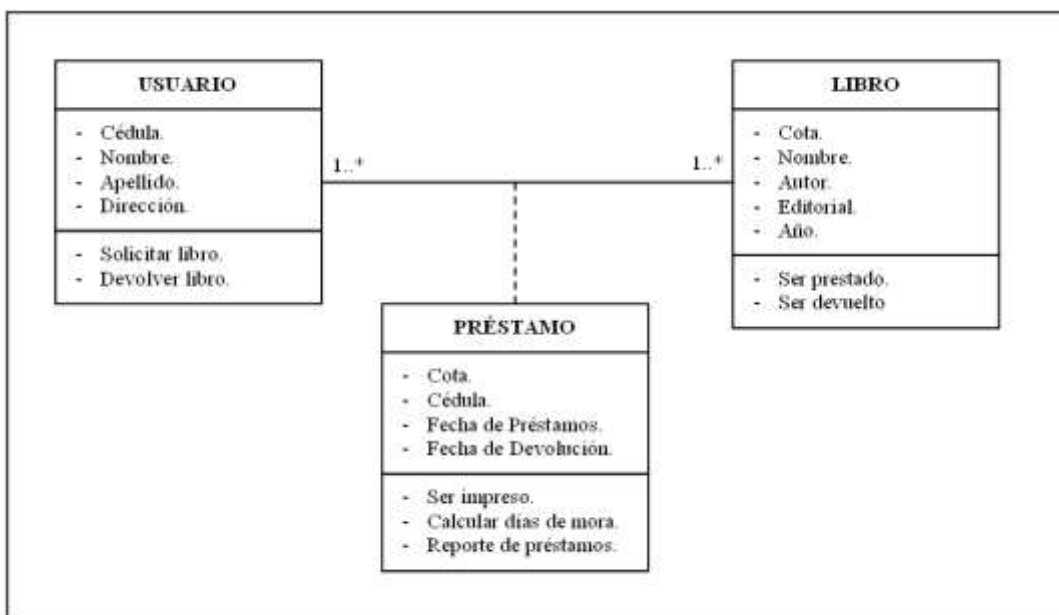 USUARIO
- Cédula.
- Nombre.
- Apellido.
- Dirección.
- Solicitar libro.
- Devolver libro.
1..*
1..*
LIBRO
- Cota.
- Nombre.
- Autor.
- Editorial.
- Año.
- Ser prestado.
- Ser devuelto
PRÉSTAMO
- Cota.
- Cédula.
- Fecha de Préstamos.
- Fecha de Devolución.
- Ser impreso.
- Calcular días de mora.
- Reporte de préstamos.